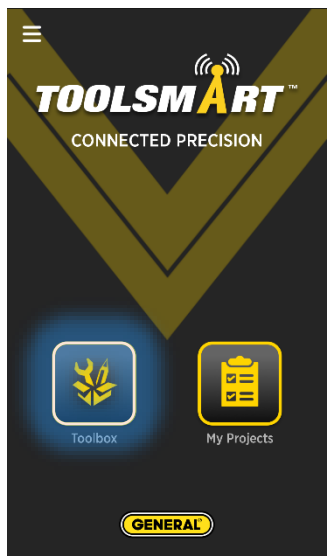 TOOLSMART™
CONNECTED PRECISION
Toolbox
My Projects
GENERAL®